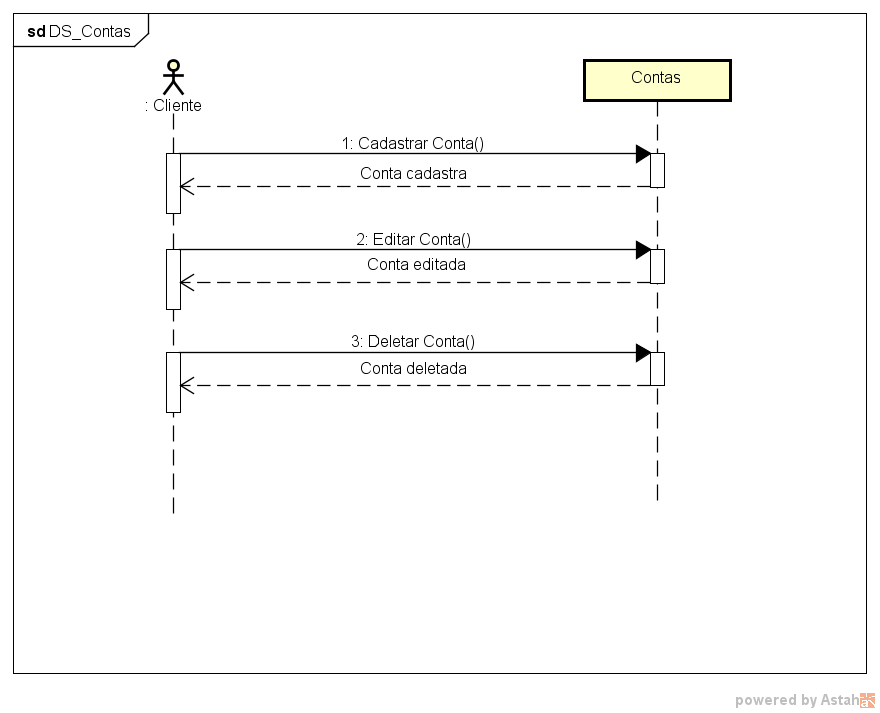 sd DS_Contas
: Cliente
Contas
1: Cadastrar Conta()
Conta cadastra
2: Editar Conta()
Conta editada
3: Deletar Conta()
Conta deletada
powered by Astah